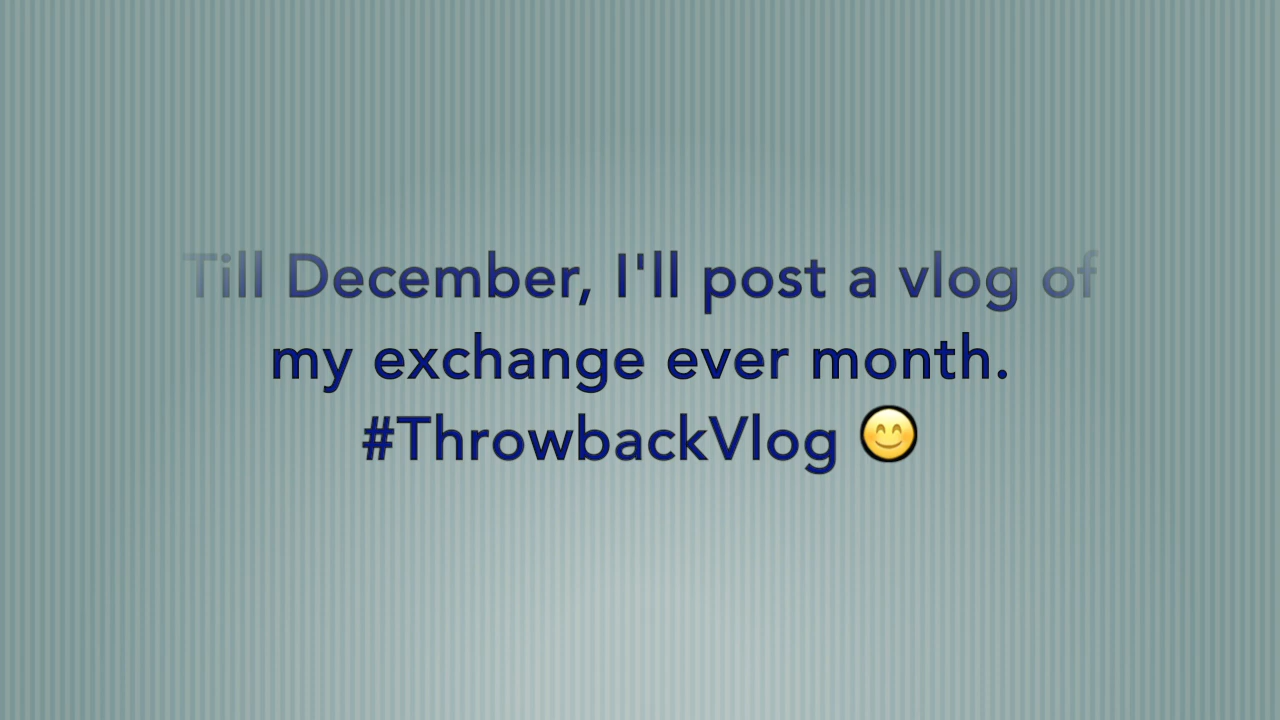 Till December, I'll post a vlog of
my exchange ever month.
#ThrowbackVlog 😊